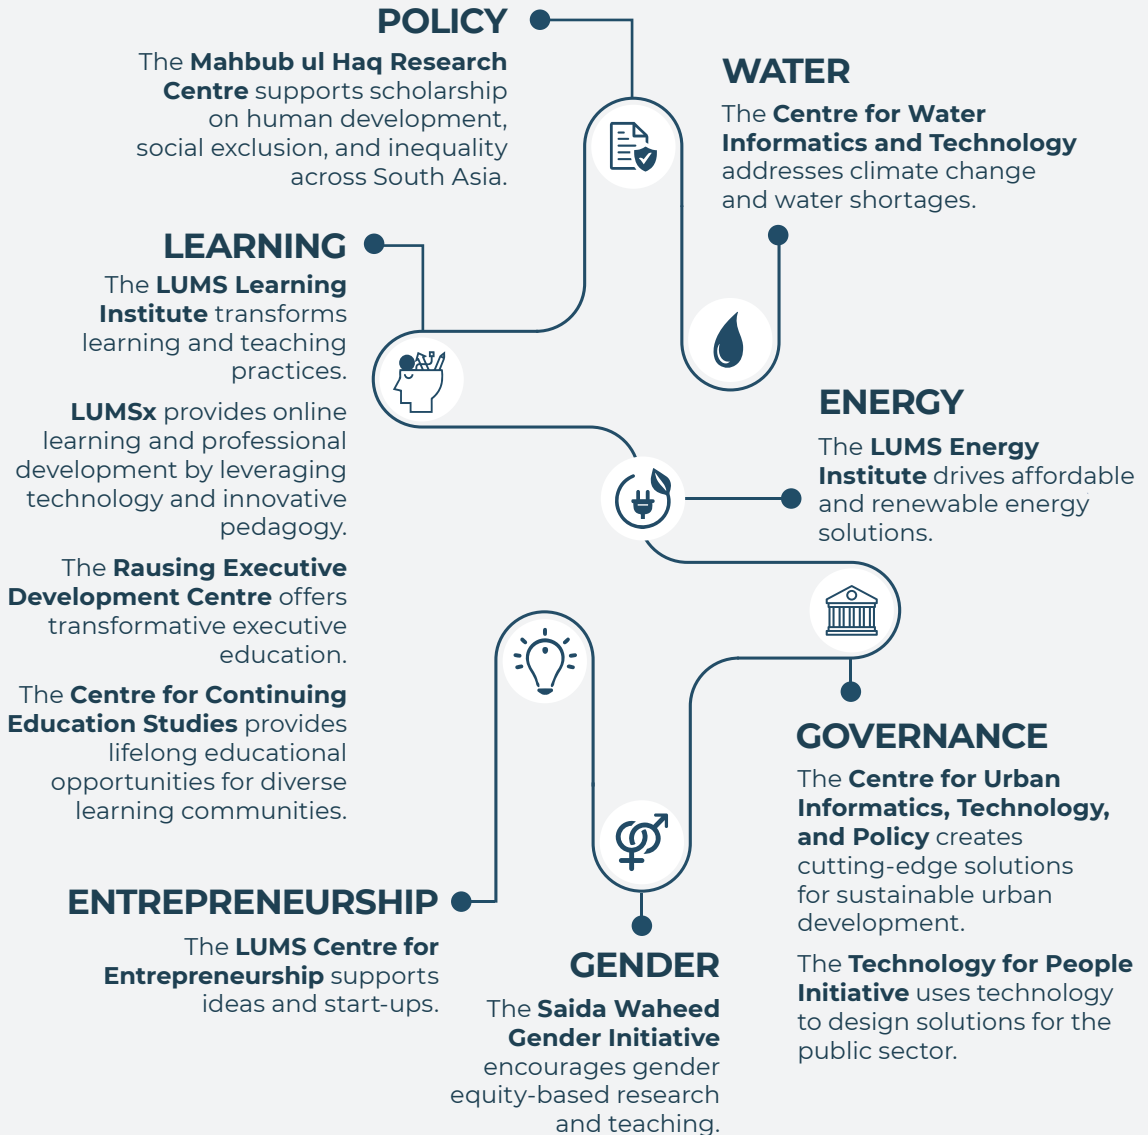 POLICY
The Mahbub ul Haq Research
Centre supports scholarship
on human development,
social exclusion, and inequality
across South Asia.
WATER
The Centre for Water
Informatics and Technology
addresses climate change
and water shortages.
LEARNING
The LUMS Learning
Institute transforms
learning and teaching
practices.
LUMSx provides online
learning and professional
development by leveraging
technology and innovative
pedagogy.
The Rausing Executive
Development Centre offers
transformative executive
education.
The Centre for Continuing
Education Studies provides
lifelong educational
opportunities for diverse
learning communities.
ENERGY
The LUMS Energy
Institute drives affordable
and renewable energy
solutions.
GOVERNANCE
The Centre for Urban
Informatics, Technology,
and Policy creates
cutting-edge solutions
for sustainable urban
development.
The Technology for People
Initiative uses technology
to design solutions for the
public sector.
ENTREPRENEURSHIP
The LUMS Centre for
Entrepreneurship supports
ideas and start-ups.
GENDER
The Saida Waheed
Gender Initiative
encourages gender
equity-based research
and teaching.